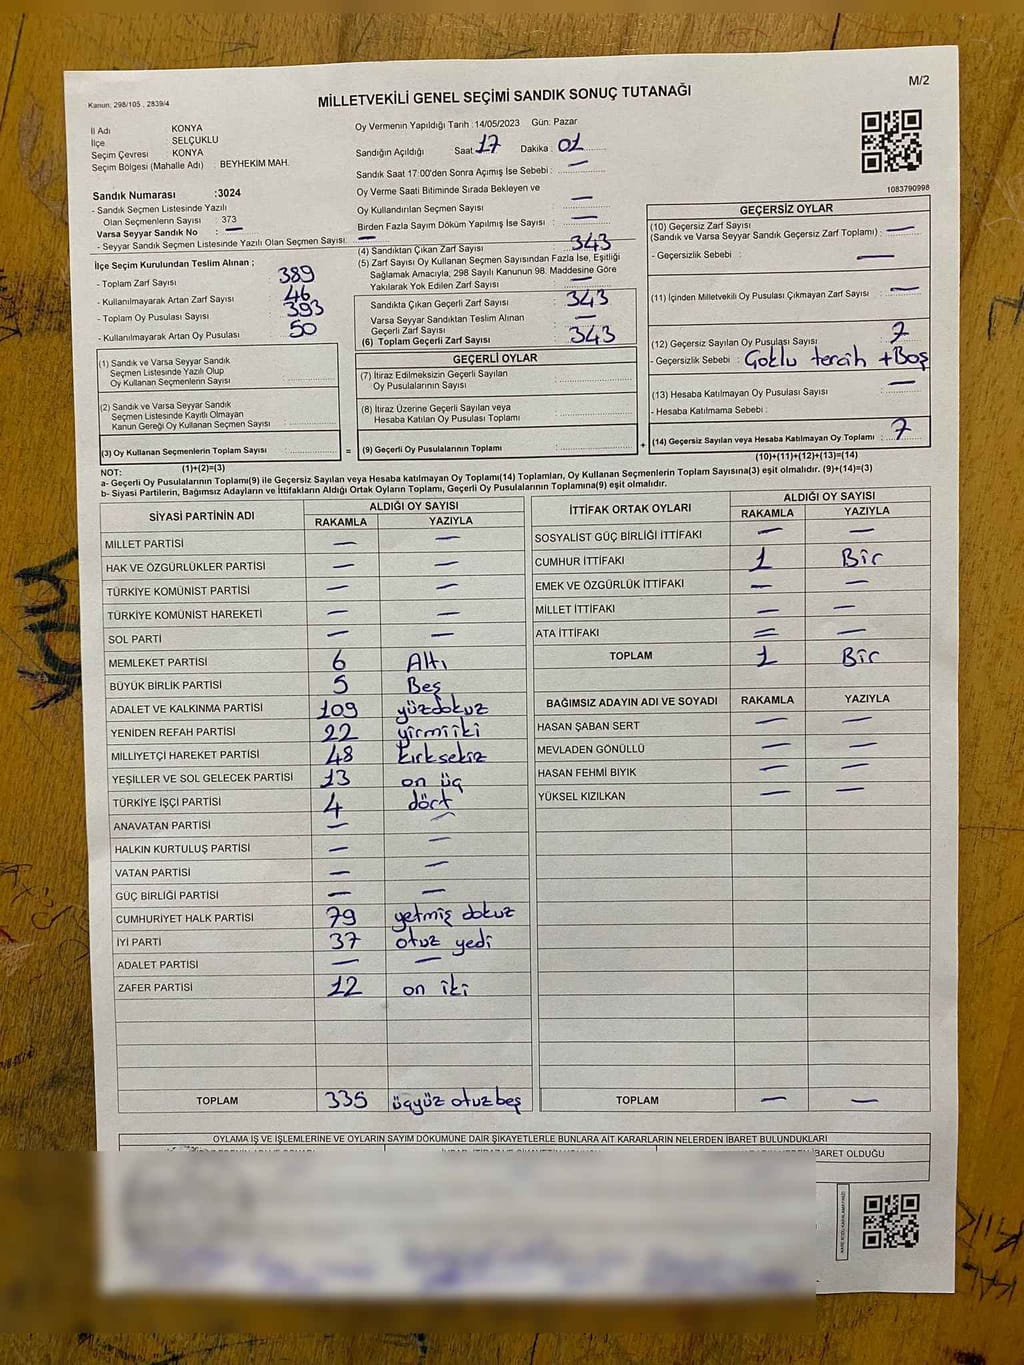 Kanun: 298/105 , 2839/4
MİLLETVEKİLİ GENEL SEÇİMİ SANDIK SONUÇ TUTANAĞI
M/2
İl Adı KONYA
İlçe : SELÇUKLU
Seçim Çevresi KONYA
Seçim Bölgesi (Mahalle Adı) : BEYHEKIM MAH.
Sandık Numarası :3024
- Sandık Seçmen Listesinde Yazılı
Olan Seçmenlerin Sayısı : 373
Varsa Seyyar Sandık No : —
- Seyyar Sandık Seçmen Listesinde Yazılı Olan Seçmen Sayısı: —
İlçe Seçim Kurulundan Teslim Alınan ;
- Toplam Zarf Sayısı : 389
- Kullanılmayarak Artan Zarf Sayısı : 46
- Toplam Oy Pusulası Sayısı : 393
- Kullanılmayarak Artan Oy Pusulası : 50
(1) Sandık ve Varsa Seyyar Sandık
Seçmen Listesinde Yazılı Olup
Oy Kullanan Seçmenlerin Sayısı :
(2) Sandık ve Varsa Seyyar Sandık
Seçmen Listesinde Kayıtlı Olmayan
Kanun Gereği Oy Kullanan Seçmen Sayısı :
(3) Oy Kullanan Seçmenlerin Toplam Sayısı :
(1)+(2)=(3)
Oy Vermenin Yapıldığı Tarih :14/05/2023 Gün: Pazar
Sandığın Açıldığı Saat : 17 Dakika : 01
Sandık Saat 17:00'den Sonra Açımış İse Sebebi : —
Oy Verme Saati Bitiminde Sırada Bekleyen ve
Oy Kullandırılan Seçmen Sayısı : —
Birden Fazla Sayım Döküm Yapılmış İse Sayısı : —
(4) Sandıktan Çıkan Zarf Sayısı : 343
(5) Zarf Sayısı Oy Kullanan Seçmen Sayısından Fazla İse, Eşitliği
Sağlamak Amacıyla, 298 Sayılı Kanunun 98. Maddesine Göre
Yakılarak Yok Edilen Zarf Sayısı : —
Sandıkta Çıkan Geçerli Zarf Sayısı : 343
Varsa Seyyar Sandıktan Teslim Alınan
Geçerli Zarf Sayısı : —
(6) Toplam Geçerli Zarf Sayısı : 343
GEÇERLİ OYLAR
(7) İtiraz Edilmeksizin Geçerli Sayılan
Oy Pusulalarının Sayısı :
(8) İtiraz Üzerine Geçerli Sayılan veya
Hesaba Katılan Oy Pusulası Toplamı :
= (9) Geçerli Oy Pusulalarının Toplamı : +
1083790998
GEÇERSİZ OYLAR
(10) Geçersiz Zarf Sayısı
(Sandık ve Varsa Seyyar Sandık Geçersiz Zarf Toplamı) : —
- Geçersizlik Sebebi : —
(11) İçinden Milletvekili Oy Pusulası Çıkmayan Zarf Sayısı : —
(12) Geçersiz Sayılan Oy Pusulası Sayısı : 7
- Geçersizlik Sebebi : Çoklu tercih + Boş
(13) Hesaba Katılmayan Oy Pusulası Sayısı : —
- Hesaba Katılmama Sebebi :
(14) Geçersiz Sayılan veya Hesaba Katılmayan Oy Toplamı : 7
(10)+(11)+(12)+(13)=(14)
NOT:
a- Geçerli Oy Pusulalarının Toplamı(9) ile Geçersiz Sayılan veya Hesaba katılmayan Oy Toplamı(14) Toplamları, Oy Kullanan Seçmenlerin Toplam Sayısına(3) eşit olmalıdır. (9)+(14)=(3)
b- Siyasi Partilerin, Bağımsız Adayların ve İttifakların Aldığı Ortak Oyların Toplamı, Geçerli Oy Pusulalarının Toplamına(9) eşit olmalıdır.
SİYASİ PARTİNİN ADI ALDIĞI OY SAYISI
RAKAMLA YAZIYLA
MİLLET PARTİSİ — —
HAK VE ÖZGÜRLÜKLER PARTİSİ — —
TÜRKİYE KOMÜNİST PARTİSİ — —
TÜRKİYE KOMÜNİST HAREKETİ — —
SOL PARTİ — —
MEMLEKET PARTİSİ 6 Altı
BÜYÜK BİRLİK PARTİSİ 5 Beş
ADALET VE KALKINMA PARTİSİ 109 yüzdokuz
YENİDEN REFAH PARTİSİ 22 yirmiiki
MİLLİYETÇİ HAREKET PARTİSİ 48 kırksekiz
YEŞİLLER VE SOL GELECEK PARTİSİ 13 on üç
TÜRKİYE İŞÇİ PARTİSİ 4 dört
ANAVATAN PARTİSİ — —
HALKIN KURTULUŞ PARTİSİ — —
VATAN PARTİSİ — —
GÜÇ BİRLİĞİ PARTİSİ — —
CUMHURİYET HALK PARTİSİ 79 yetmiş dokuz
İYİ PARTİ 37 otuz yedi
ADALET PARTİSİ — —
ZAFER PARTİSİ 12 on iki
TOPLAM 335 üçyüz otuz beş
İTTİFAK ORTAK OYLARI ALDIĞI OY SAYISI
RAKAMLA YAZIYLA
SOSYALİST GÜÇ BİRLİĞİ İTTİFAKI — —
CUMHUR İTTİFAKI 1 Bir
EMEK VE ÖZGÜRLÜK İTTİFAKI — —
MİLLET İTTİFAKI — —
ATA İTTİFAKI = —
TOPLAM 1 Bir
BAĞIMSIZ ADAYIN ADI VE SOYADI RAKAMLA YAZIYLA
HASAN ŞABAN SERT — —
MEVLADEN GÖNÜLLÜ — —
HASAN FEHMİ BIYIK — —
YÜKSEL KIZILKAN — —
TOPLAM — —
OYLAMA İŞ VE İŞLEMLERİNE VE OYLARIN SAYIM DÖKÜMÜNE DAİR ŞİKAYETLERLE BUNLARA AİT KARARLARIN NELERDEN İBARET BULUNDUKLARI
İBARET OLDUĞU